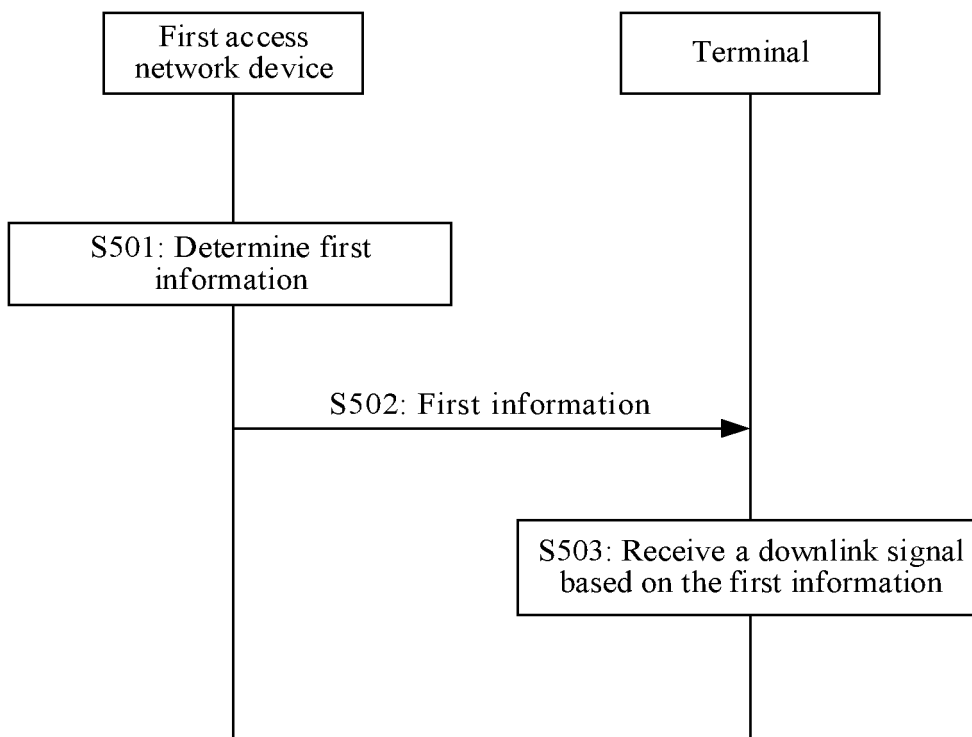 First access
network device
Terminal
S501: Determine first
information
S502: First information
S503: Receive a downlink signal
based on the first information